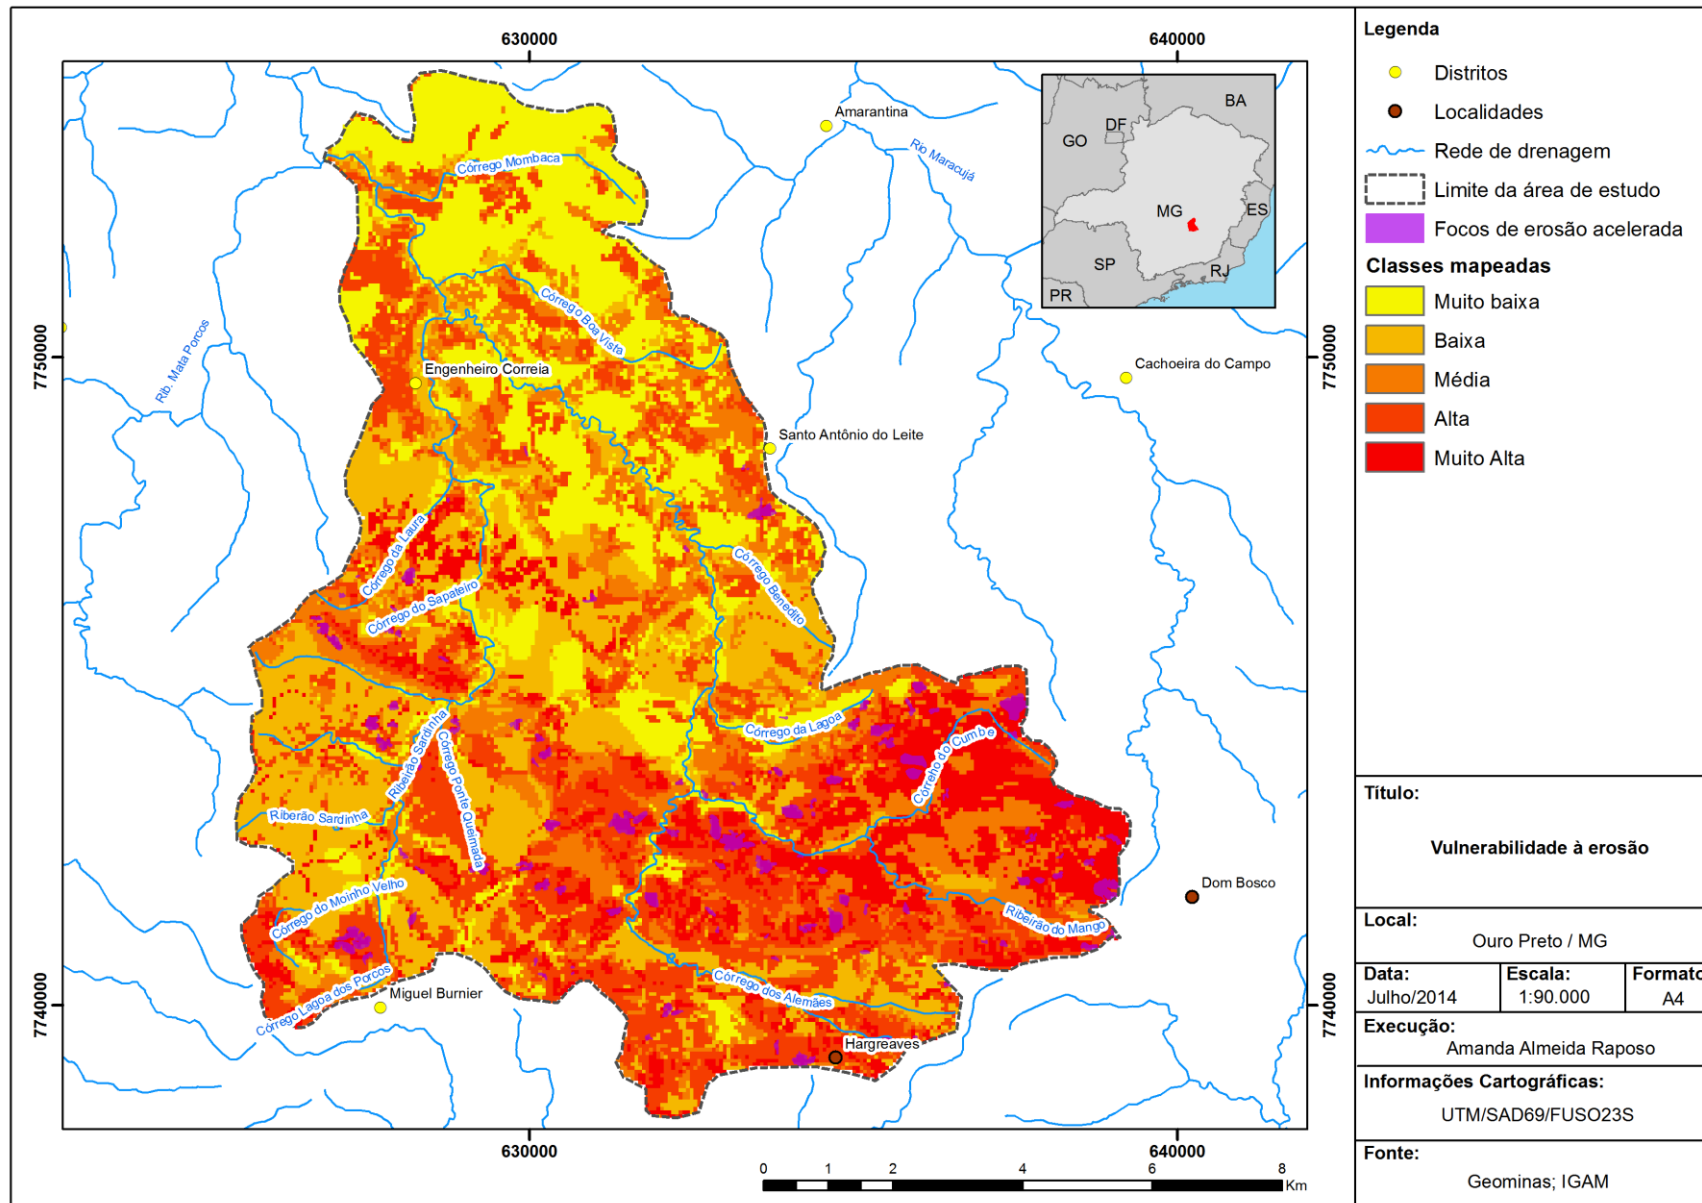 630000
640000
7750000
7740000
7750000
7740000
630000
640000
Amarantina
Rio Maracujá
Córrego Mombaca
Rib. Mata Porcos
Córrego Boa Vista
Engenheiro Correia
Cachoeira do Campo
Santo Antônio do Leite
Córrego da Laura
Córrego do Sapateiro
Córrego Benedito
Córrego da Lagoa
Córreho do Cumbe
Ribeirão Sardinha
Córrego Ponte Queimada
Riberão Sardinha
Córrego do Moinho Velho
Dom Bosco
Ribeirão do Mango
Córrego Lagoa dos Porcos
Miguel Burnier
Córrego dos Alemães
Hargreaves
BA
DF
GO
MG
ES
SP
RJ
PR
0 1 2 4 6 8
Km
Legenda
Distritos
Localidades
Rede de drenagem
Limite da área de estudo
Focos de erosão acelerada
Classes mapeadas
Muito baixa
Baixa
Média
Alta
Muito Alta
Título:
Vulnerabilidade à erosão
Local:
Ouro Preto / MG
Data:
Julho/2014
Escala:
1:90.000
Formato
A4
Execução:
Amanda Almeida Raposo
Informações Cartográficas:
UTM/SAD69/FUSO23S
Fonte:
Geominas; IGAM